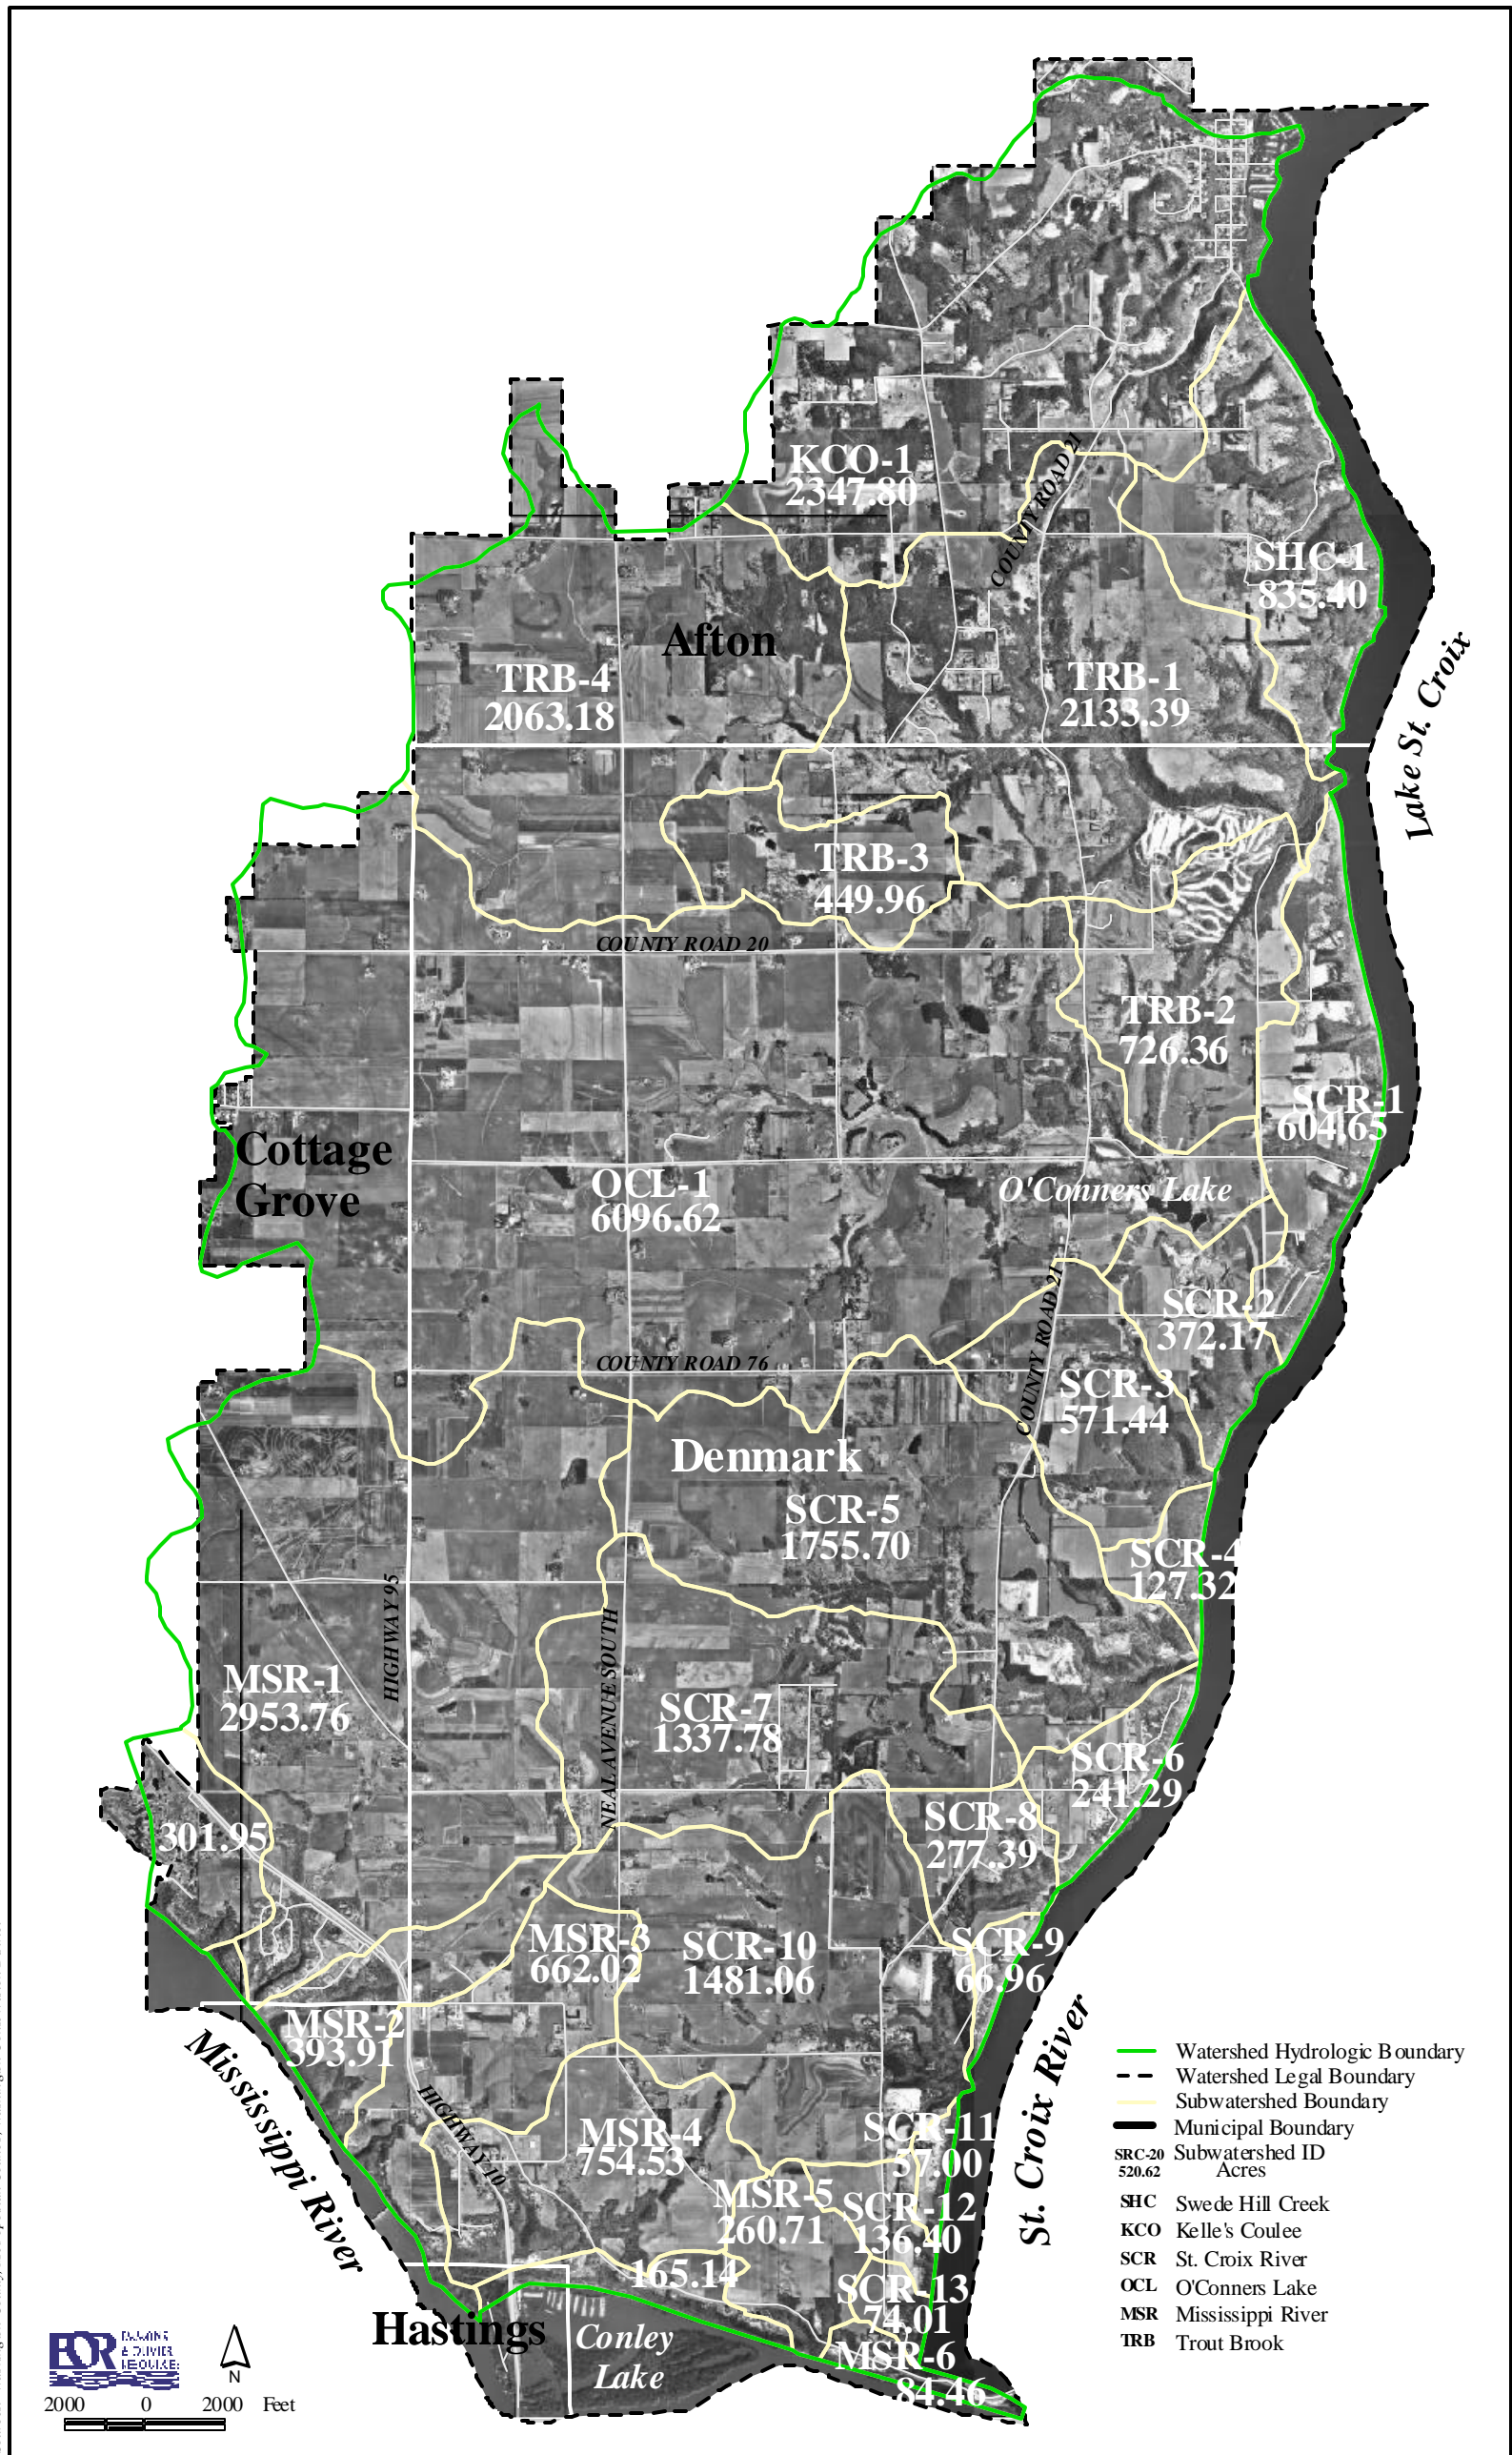 KCO-1
2347.80
COUNTY ROAD 21
SHC-1
835.40
Afton
TRB-4
2063.18
TRB-1
2133.39
Lake St. Croix
TRB-3
449.96
COUNTY ROAD 20
TRB-2
726.36
SCR-1
604.65
Cottage
Grove
OCL-1
6096.62
O'Conners Lake
COUNTY ROAD 21
SCR-2
372.17
COUNTY ROAD 76
SCR-3
571.44
Denmark
SCR-5
1755.70
SCR-4
127.32
HIGHWAY 95
NEAL AVENUE SOUTH
MSR-1
2953.76
SCR-7
1337.78
SCR-6
241.29
301.95
SCR-8
277.39
MSR-3
662.02
SCR-10
1481.06
SCR-9
66.96
MSR-2
393.91
Mississippi River
HIGHWAY 10
St. Croix River
MSR-4
754.53
SCR-11
57.00
MSR-5
260.71
SCR-12
136.40
165.14
SCR-13
74.01
Hastings
Conley
Lake
MSR-6
84.46
Watershed Hydrologic Boundary
Watershed Legal Boundary
Subwatershed Boundary
Municipal Boundary
SRC-20 Subwatershed ID
520.62 Acres
SHC Swede Hill Creek
KCO Kelle's Coulee
SCR St. Croix River
OCL O'Conners Lake
MSR Mississippi River
TRB Trout Brook
EOR
N
2000 0 2000 Feet